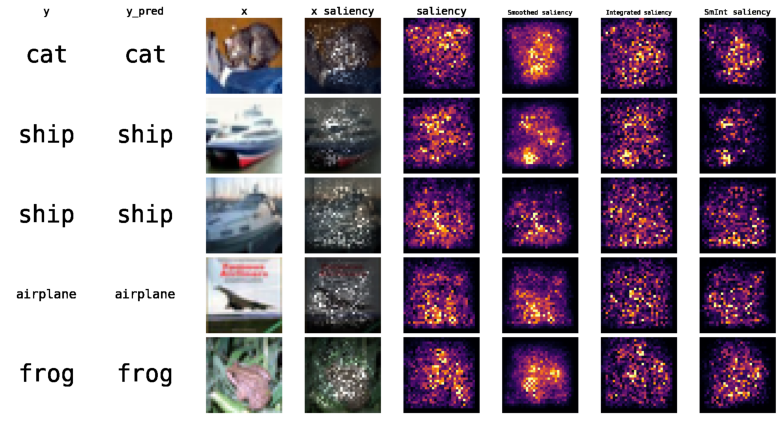 y y_pred x x saliency saliency Smoothed saliency Integrated saliency SmInt saliency
cat cat
ship ship
ship ship
airplane airplane
frog frog